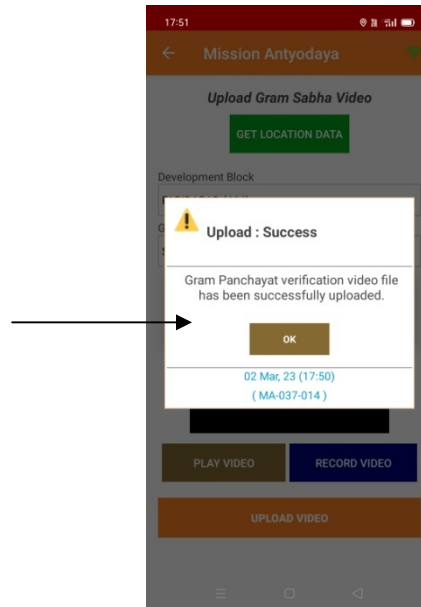 17:51
Mission Antyodaya
Upload Gram Sabha Video
GET LOCATION DATA
Development Block
Upload : Success
Gram Panchayat verification video file
has been successfully uploaded.
OK
02 Mar, 23 (17:50)
( MA-037-014 )
PLAY VIDEO
RECORD VIDEO
UPLOAD VIDEO